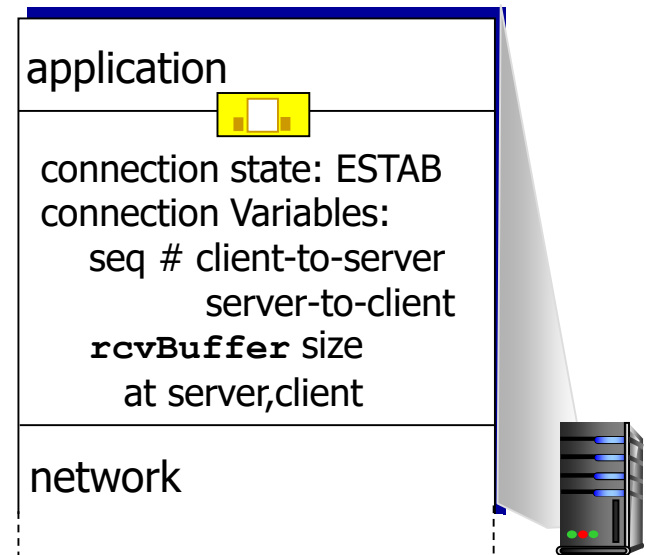 application
connection state: ESTAB
connection Variables:
seq # client-to-server
server-to-client
rcvBuffer size
at server,client
network